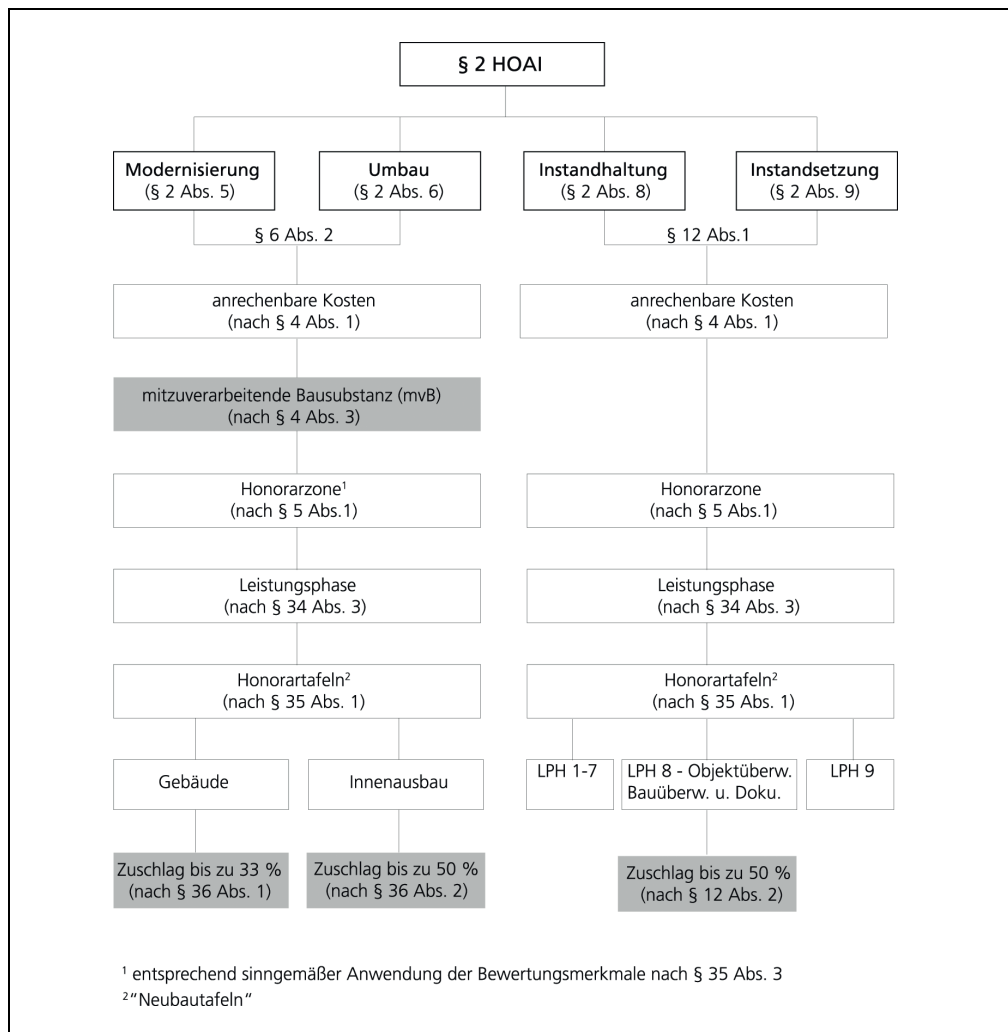 § 2 HOAI
Modernisierung
(§ 2 Abs. 5)
Umbau
(§ 2 Abs. 6)
Instandhaltung
(§ 2 Abs. 8)
Instandsetzung
(§ 2 Abs. 9)
§ 6 Abs. 2
§ 12 Abs.1
anrechenbare Kosten
(nach § 4 Abs. 1)
anrechenbare Kosten
(nach § 4 Abs. 1)
mitzuverarbeitende Bausubstanz (mvB)
(nach § 4 Abs. 3)
Honorarzone¹
(nach § 5 Abs.1)
Honorarzone
(nach § 5 Abs.1)
Leistungsphase
(nach § 34 Abs. 3)
Leistungsphase
(nach § 34 Abs. 3)
Honorartafeln²
(nach § 35 Abs. 1)
Honorartafeln²
(nach § 35 Abs. 1)
Gebäude
Innenausbau
LPH 1-7
LPH 8 - Objektüberw.
Bauüberw. u. Doku.
LPH 9
Zuschlag bis zu 33 %
(nach § 36 Abs. 1)
Zuschlag bis zu 50 %
(nach § 36 Abs. 2)
Zuschlag bis zu 50 %
(nach § 12 Abs. 2)
¹ entsprechend sinngemäßer Anwendung der Bewertungsmerkmale nach § 35 Abs. 3
² “Neubautafeln“